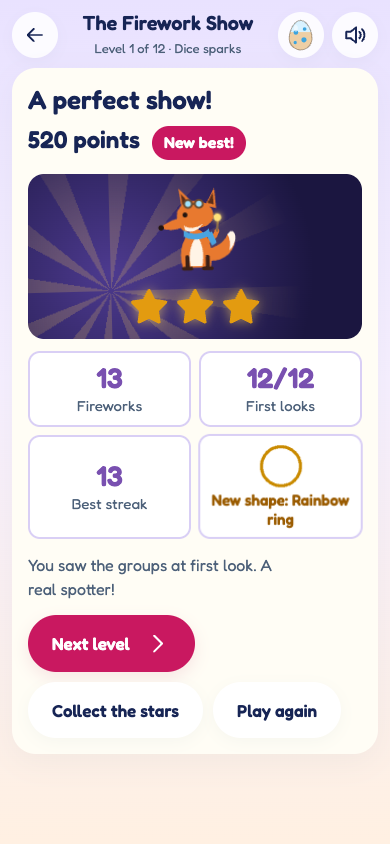 The Firework Show
Level 1 of 12 · Dice sparks
A perfect show!
520 points
New best!
13
Fireworks
12/12
First looks
13
Best streak
New shape: Rainbow
ring
You saw the groups at first look. A
real spotter!
Next level
Collect the stars
Play again